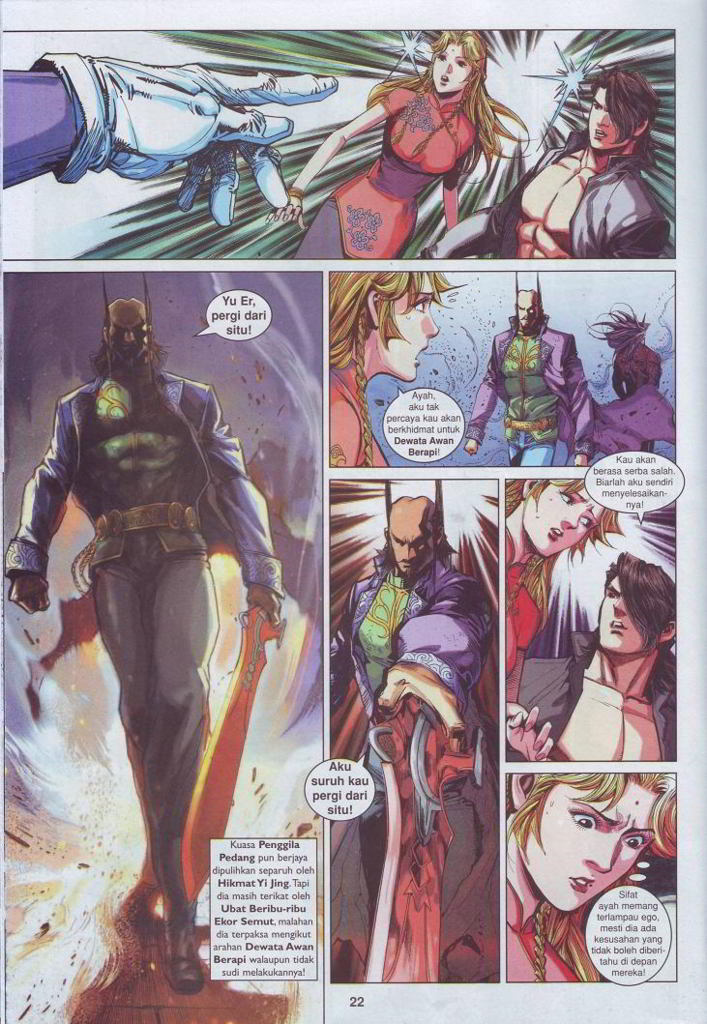 Yu Er,
pergi dari
situ!
Ayah,
aku tak
percaya kau akan
berkhidmat untuk
Dewata Awan
Berapi!
Kuasa Penggila
Pedang pun berjaya
dipulihkan separuh oleh
Hikmat Yi Jing. Tapi
dia masih terikat oleh
Ubat Beribu-ribu
Ekor Semut, malahan
dia terpaksa mengikut
arahan Dewata Awan
Berapi walaupun tidak
sudi melakukannya!
Aku
suruh kau
pergi dari
situ!
Kau akan
berasa serba salah.
Biarlah aku sendiri
menyelesaikan-
nya!
Sifat
ayah memang
terlampau ego,
mesti dia ada
kesusahan yang
tidak boleh diberi-
tahu di depan
mereka!
22